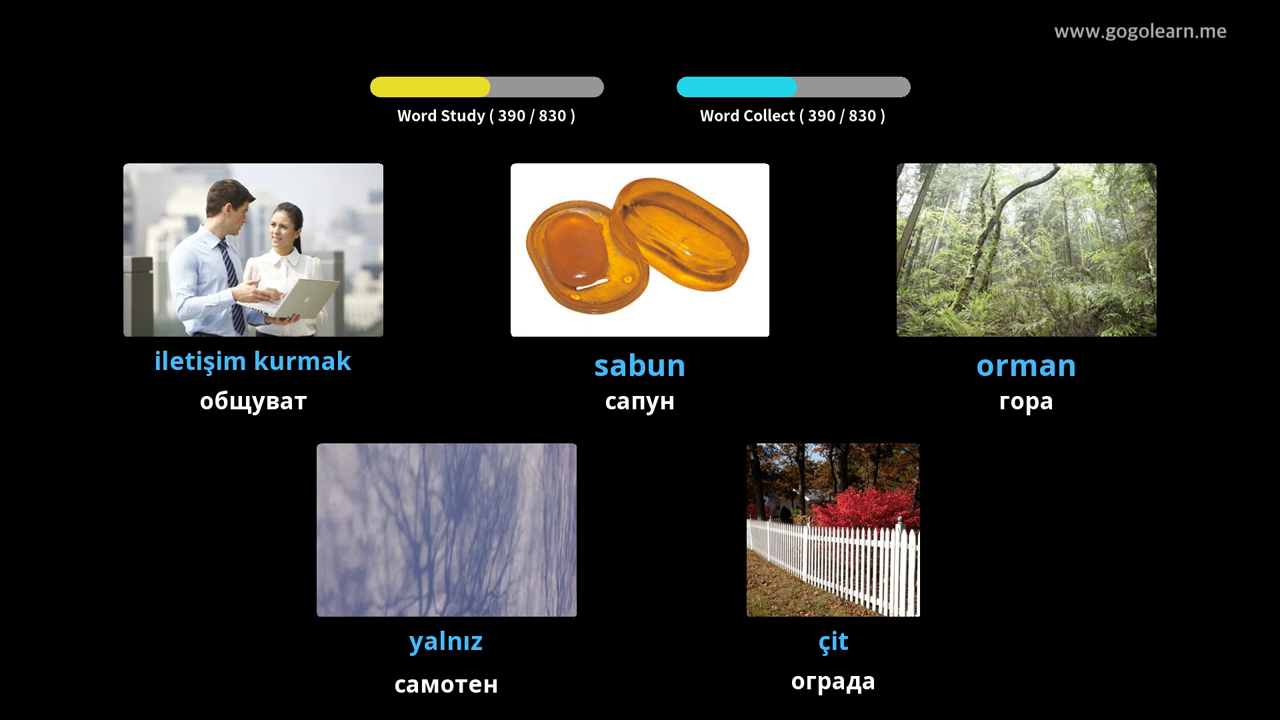 www.gogolearn.me
Word Study ( 390 / 830 )
Word Collect ( 390 / 830 )
iletişim kurmak
общуват
sabun
сапун
orman
гора
yalnız
самотен
çit
ограда